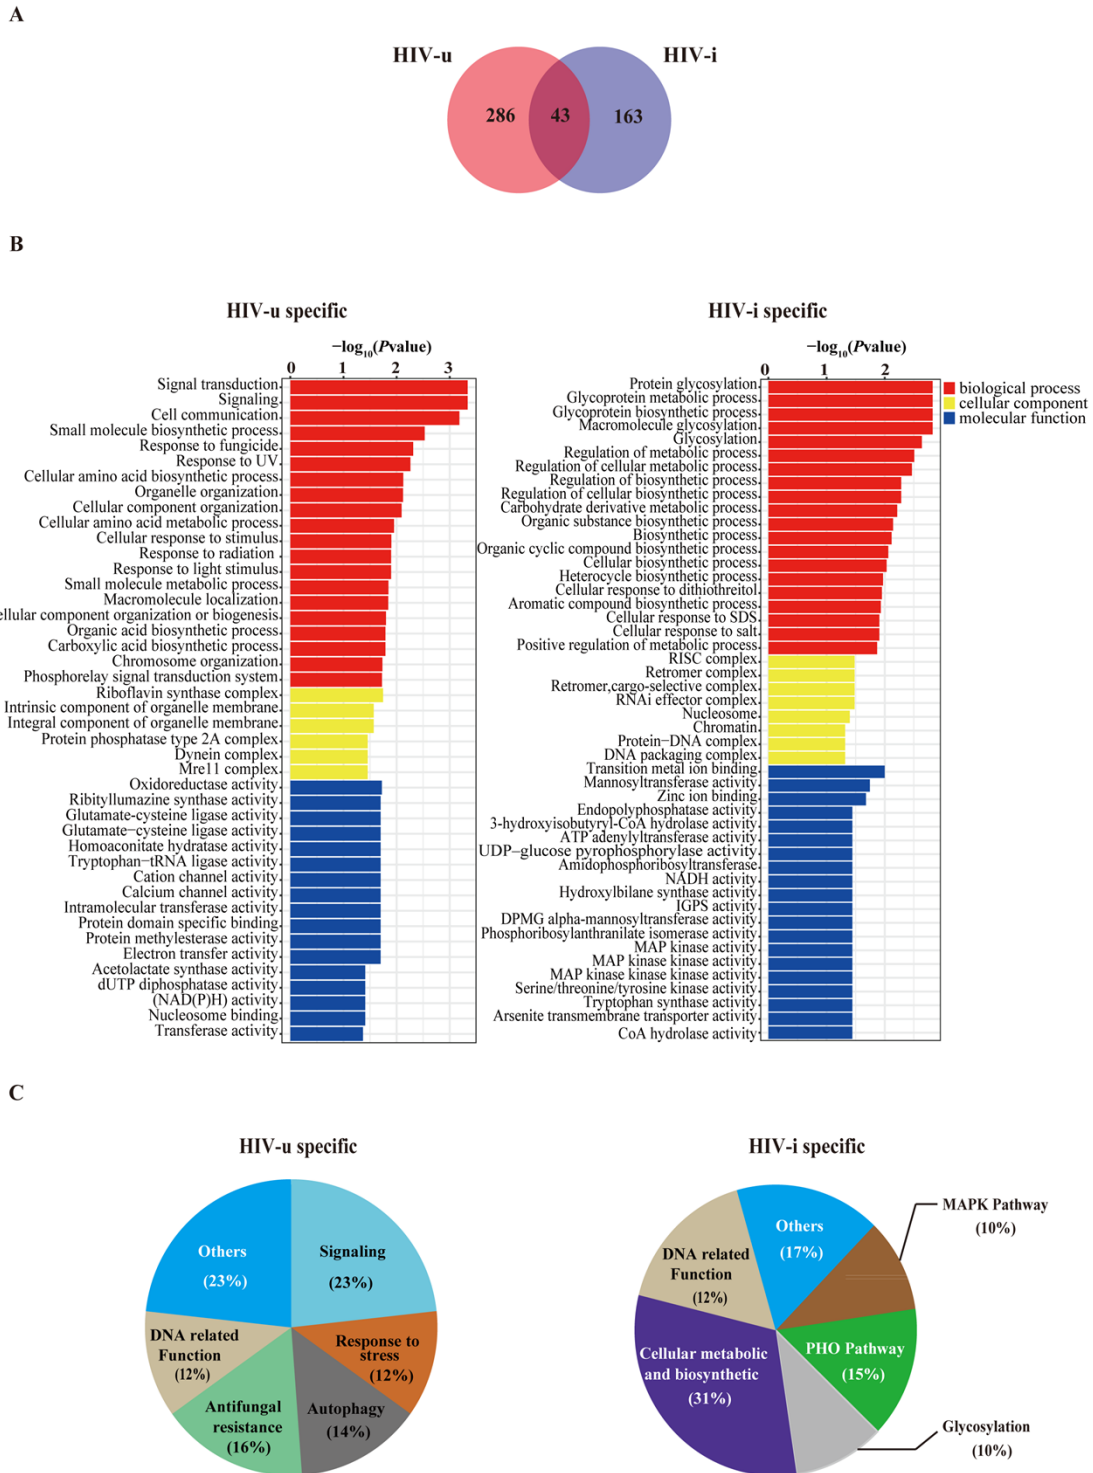 A
HIV-u
HIV-i
286
43
163
B
HIV-u specific
−log10(Pvalue)
0 1 2 3
Signal transduction
Signaling
Cell communication
Small molecule biosynthetic process
Response to fungicide
Response to UV
Cellular amino acid biosynthetic process
Organelle organization
Cellular component organization
Cellular amino acid metabolic process
Cellular response to stimulus
Response to radiation
Response to light stimulus
Small molecule metabolic process
Macromolecule localization
ellular component organization or biogenesis
Organic acid biosynthetic process
Carboxylic acid biosynthetic process
Chromosome organization
Phosphorelay signal transduction system
Riboflavin synthase complex
Intrinsic component of organelle membrane
Integral component of organelle membrane
Protein phosphatase type 2A complex
Dynein complex
Mre11 complex
Oxidoreductase activity
Ribityllumazine synthase activity
Glutamate-cysteine ligase activity
Glutamate−cysteine ligase activity
Homoaconitate hydratase activity
Tryptophan−tRNA ligase activity
Cation channel activity
Calcium channel activity
Intramolecular transferase activity
Protein domain specific binding
Protein methylesterase activity
Electron transfer activity
Acetolactate synthase activity
dUTP diphosphatase activity
(NAD(P)H) activity
Nucleosome binding
Transferase activity
HIV-i specific
−log10(Pvalue)
0 1 2
Protein glycosylation
Glycoprotein metabolic process
Glycoprotein biosynthetic process
Macromolecule glycosylation
Glycosylation
Regulation of metabolic process
Regulation of cellular metabolic process
Regulation of biosynthetic process
Regulation of cellular biosynthetic process
Carbohydrate derivative metabolic process
Organic substance biosynthetic process
Biosynthetic process
Organic cyclic compound biosynthetic process
Cellular biosynthetic process
Heterocycle biosynthetic process
Cellular response to dithiothreitol
Aromatic compound biosynthetic process
Cellular response to SDS
Cellular response to salt
Positive regulation of metabolic process
RISC complex
Retromer complex
Retromer,cargo-selective complex
RNAi effector complex
Nucleosome
Chromatin
Protein−DNA complex
DNA packaging complex
Transition metal ion binding
Mannosyltransferase activity
Zinc ion binding
Endopolyphosphatase activity
3-hydroxyisobutyryl-CoA hydrolase activity
ATP adenylyltransferase activity
UDP−glucose pyrophosphorylase activity
Amidophosphoribosyltransferase
NADH activity
Hydroxylbilane synthase activity
IGPS activity
DPMG alpha-mannosyltransferase activity
Phosphoribosylanthranilate isomerase activity
MAP kinase activity
MAP kinase kinase activity
MAP kinase kinase kinase activity
Serine/threonine/tyrosine kinase activity
Tryptophan synthase activity
Arsenite transmembrane transporter activity
CoA hydrolase activity
biological process
cellular component
molecular function
C
HIV-u specific
Others
(23%)
Signaling
(23%)
DNA related
Function
(12%)
Response to
stress
(12%)
Antifungal
resistance
(16%)
Autophagy
(14%)
HIV-i specific
Others
(17%)
MAPK Pathway
(10%)
DNA related
Function
(12%)
PHO Pathway
(15%)
Cellular metabolic
and biosynthetic
(31%)
Glycosylation
(10%)